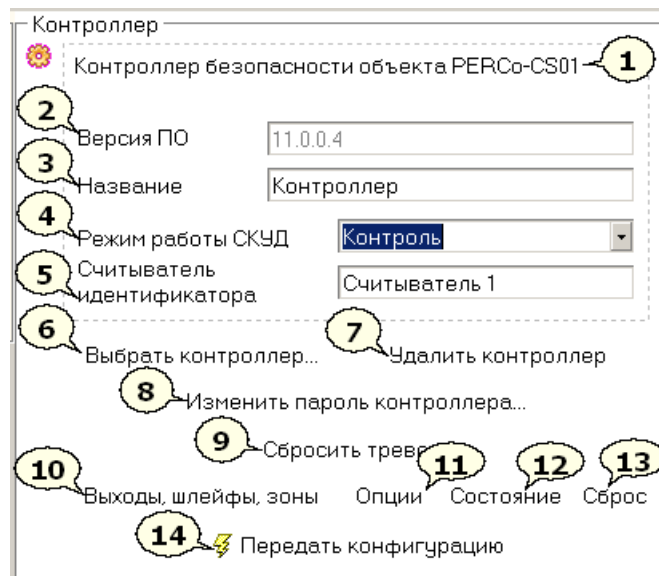 Контроллер
Контроллер безопасности объекта PERCo-CS01 1
2
Версия ПО 11.0.0.4
3
Название Контроллер
4
Режим работы СКУД Контроль
5 Считыватель
идентификатора Считыватель 1
6 7
Выбрать контроллер... Удалить контроллер
8 Изменить пароль контроллера...
9 Сбросить
10 11 12 13
Выходы, шлейфы, зоны Опции Состояние Сброс
14 Передать конфигурацию